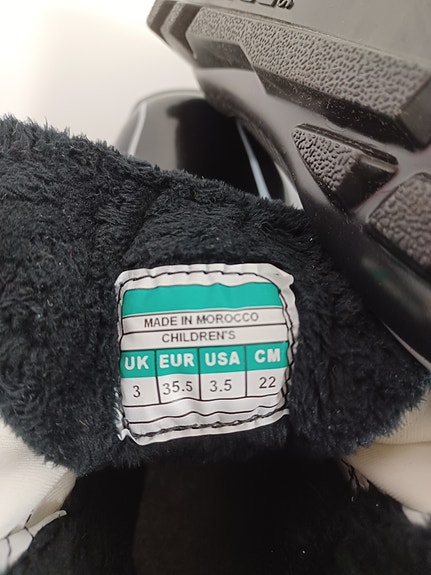 MADE IN MOROCCO
CHILDREN'S
UK EUR USA CM
3 35.5 3.5 22